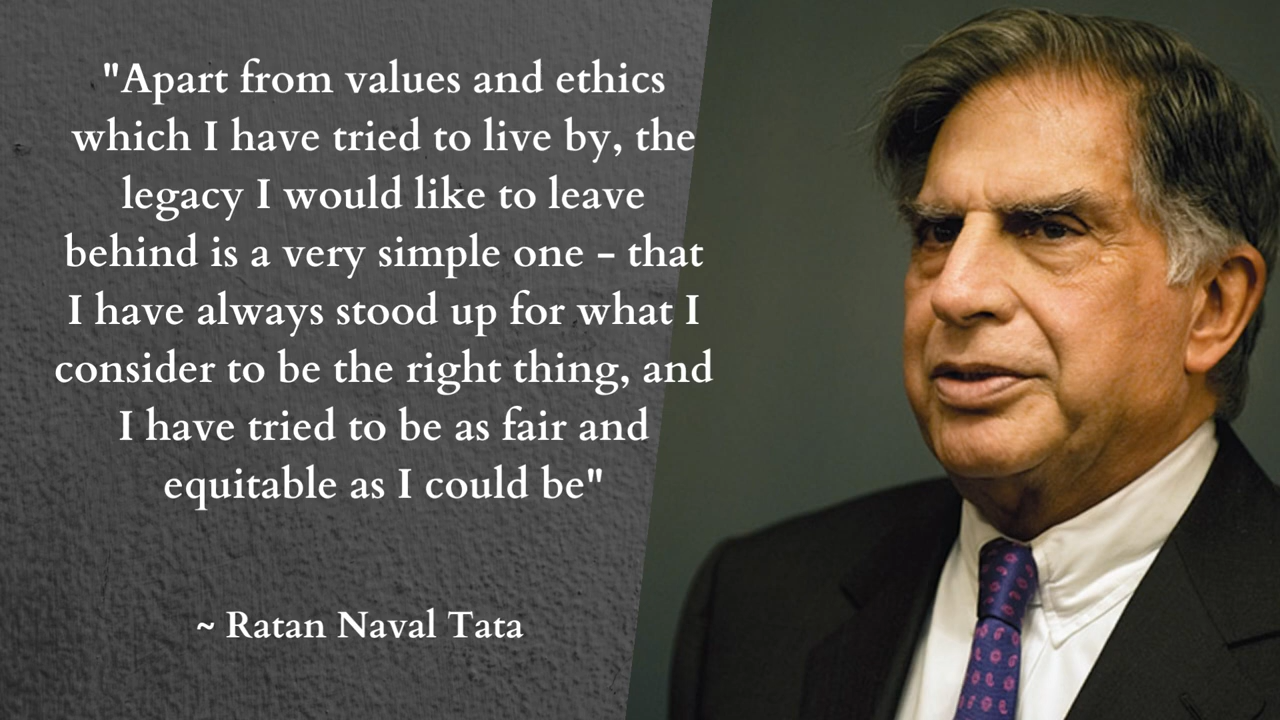 "Apart from values and ethics
which I have tried to live by, the
legacy I would like to leave
behind is a very simple one - that
I have always stood up for what I
consider to be the right thing, and
I have tried to be as fair and
equitable as I could be"
~ Ratan Naval Tata